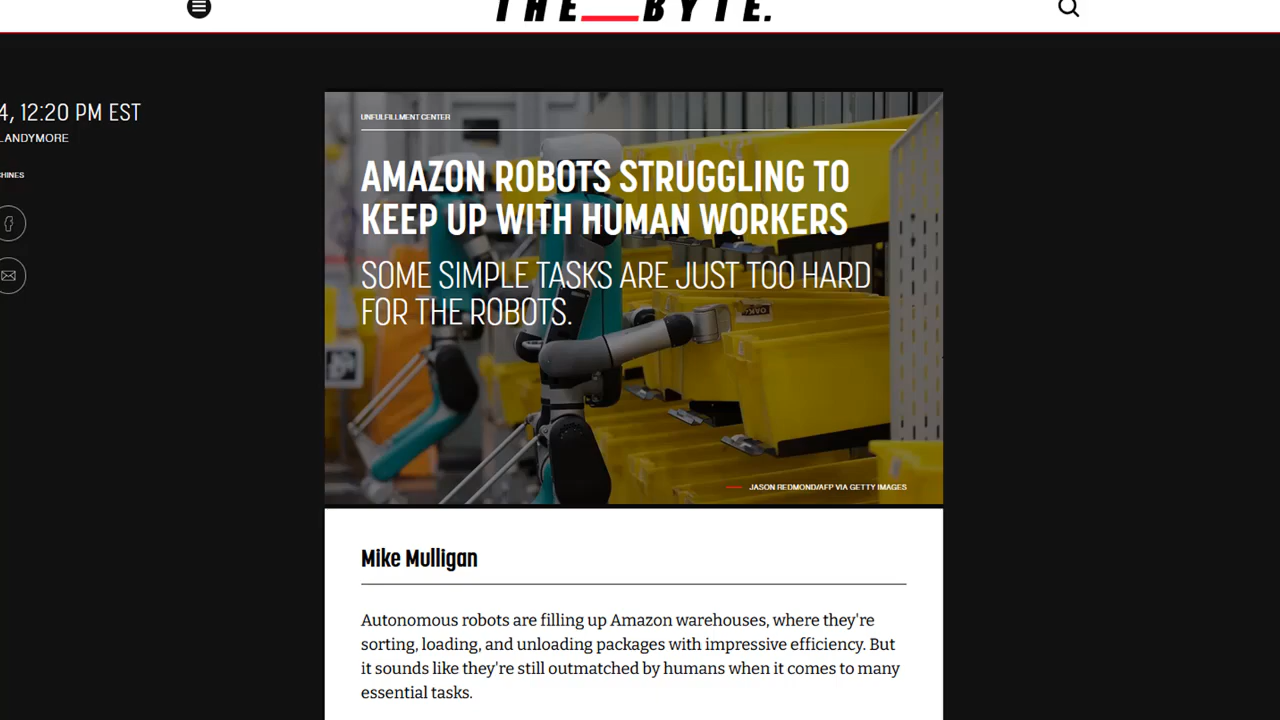 THE__BYTE.
4, 12:20 PM EST
LANDYMORE
HINES
UNFULFILLMENT CENTER
AMAZON ROBOTS STRUGGLING TO
KEEP UP WITH HUMAN WORKERS
SOME SIMPLE TASKS ARE JUST TOO HARD
FOR THE ROBOTS.
JASON REDMOND/AFP VIA GETTY IMAGES
Mike Mulligan
Autonomous robots are filling up Amazon warehouses, where they're
sorting, loading, and unloading packages with impressive efficiency. But
it sounds like they're still outmatched by humans when it comes to many
essential tasks.